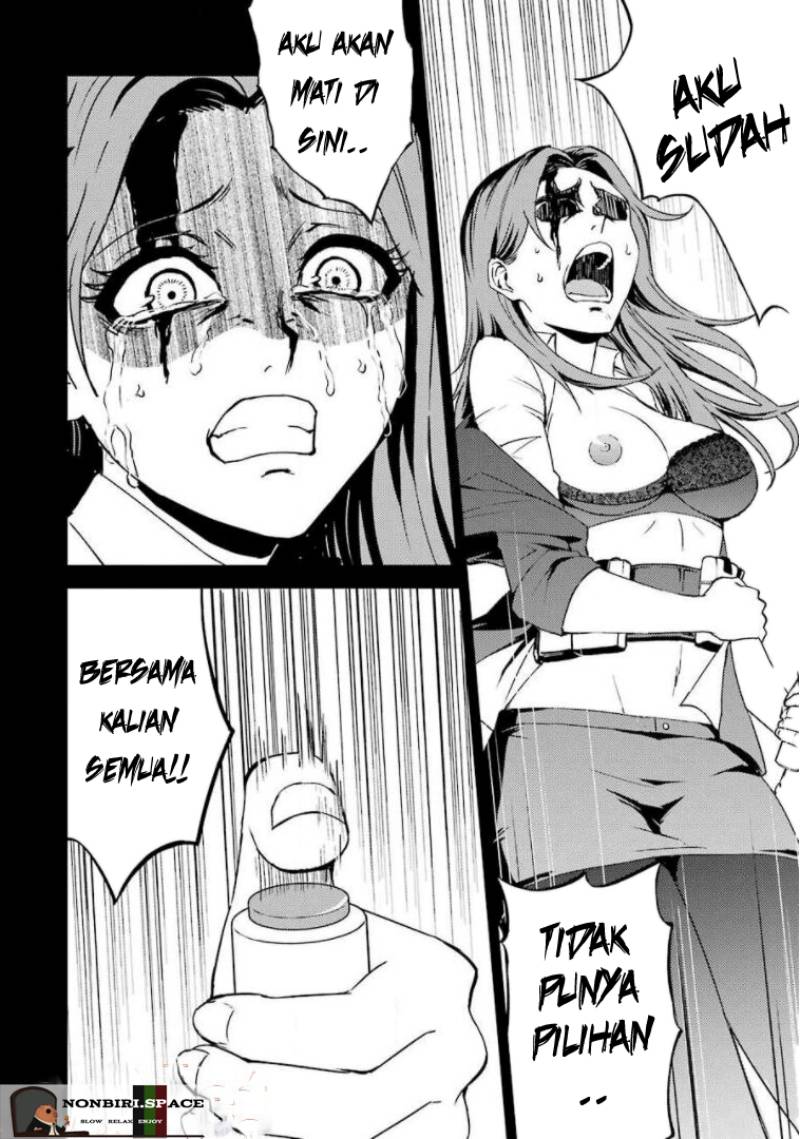 AKU
SUDAH
TIDAK
PUNYA
PILIHAN
..
AKU AKAN
MATI DI
SINI..
BERSAMA
KALIAN
SEMUA!!
NONBIRI.SPACE
SLOW RELAX ENJOY